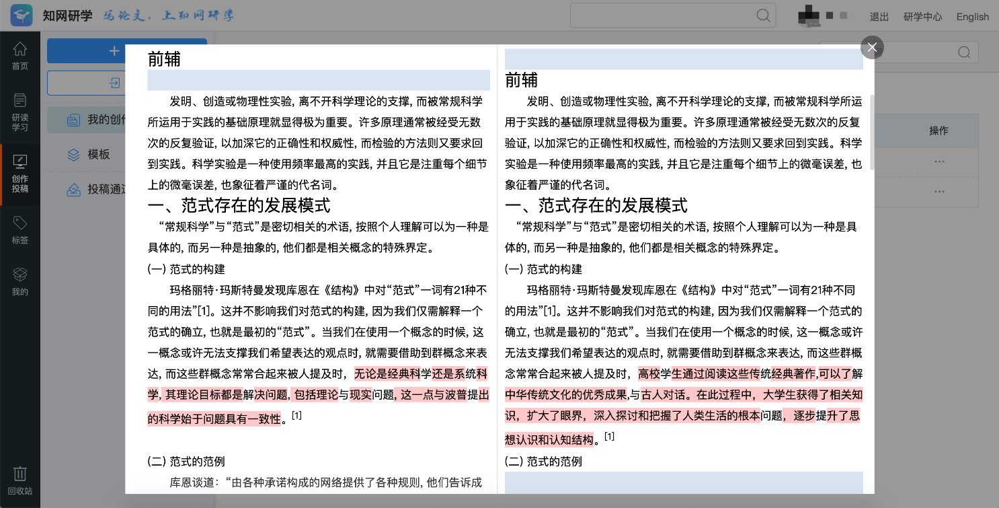 知网研学 写论文，上知网研学
退出 研学中心 English
首页
研读
学习
创作
投稿
标签
我的
回收站
+
我的创作
模板
投稿通
操作
...
...
前辅
发明、创造或物理性实验, 离不开科学理论的支撑, 而被常规科学
所运用于实践的基础原理就显得极为重要。许多原理通常被经受无数
次的反复验证, 以加深它的正确性和权威性, 而检验的方法则又要求回
到实践。科学实验是一种使用频率最高的实践, 并且它是注重每个细节
上的微毫误差, 也象征着严谨的代名词。
一、范式存在的发展模式
“常规科学”与“范式”是密切相关的术语, 按照个人理解可以为一种是
具体的, 而另一种是抽象的, 他们都是相关概念的特殊界定。
(一) 范式的构建
玛格丽特·玛斯特曼发现库恩在《结构》中对“范式”一词有21种不
同的用法”[1]。这并不影响我们对范式的构建, 因为我们仅需解释一个
范式的确立, 也就是最初的“范式”。当我们在使用一个概念的时候, 这
一概念或许无法支撑我们希望表达的观点时, 就需要借助到群概念来表
达, 而这些群概念常常合起来被人提及时，无论是经典科学还是系统科
学, 其理论目标都是解决问题, 包括理论与现实问题, 这一点与波普提出
的科学始于问题具有一致性。[1]
(二) 范式的范例
库恩谈道：“由各种承诺构成的网络提供了各种规则, 他们告诉成
前辅
发明、创造或物理性实验, 离不开科学理论的支撑, 而被常规科学所运
用于实践的基础原理就显得极为重要。许多原理通常被经受无数次的反复
验证, 以加深它的正确性和权威性, 而检验的方法则又要求回到实践。科学
实验是一种使用频率最高的实践, 并且它是注重每个细节上的微毫误差, 也
象征着严谨的代名词。
一、范式存在的发展模式
“常规科学”与“范式”是密切相关的术语, 按照个人理解可以为一种是具
体的, 而另一种是抽象的, 他们都是相关概念的特殊界定。
(一) 范式的构建
玛格丽特·玛斯特曼发现库恩在《结构》中对“范式”一词有21种不同
的用法”[1]。这并不影响我们对范式的构建, 因为我们仅需解释一个范式的
确立, 也就是最初的“范式”。当我们在使用一个概念的时候, 这一概念或许
无法支撑我们希望表达的观点时, 就需要借助到群概念来表达, 而这些群概
念常常合起来被人提及时，高校学生通过阅读这些传统经典著作,可以了解
中华传统文化的优秀成果,与古人对话。在此过程中，大学生获得了相关知
识，扩大了眼界，深入探讨和把握了人类生活的根本问题，逐步提升了思
想认识和认知结构。[1]
(二) 范式的范例